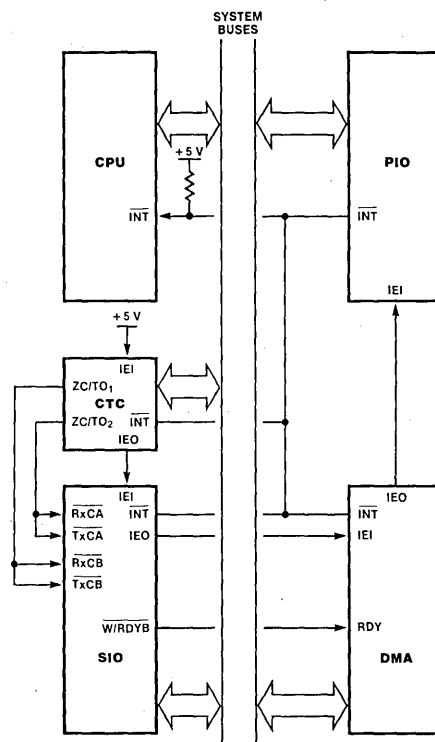 SYSTEM
BUSES
CPU
+5 V
INT
PIO
INT
IEI
+5 V
IEI
ZC/TO1
CTC
ZC/TO2
INT
IEO
IEI
RxCA
INT
TxCA
IEO
RxCB
TxCB
W/RDYB
SIO
IEO
INT
IEI
RDY
DMA